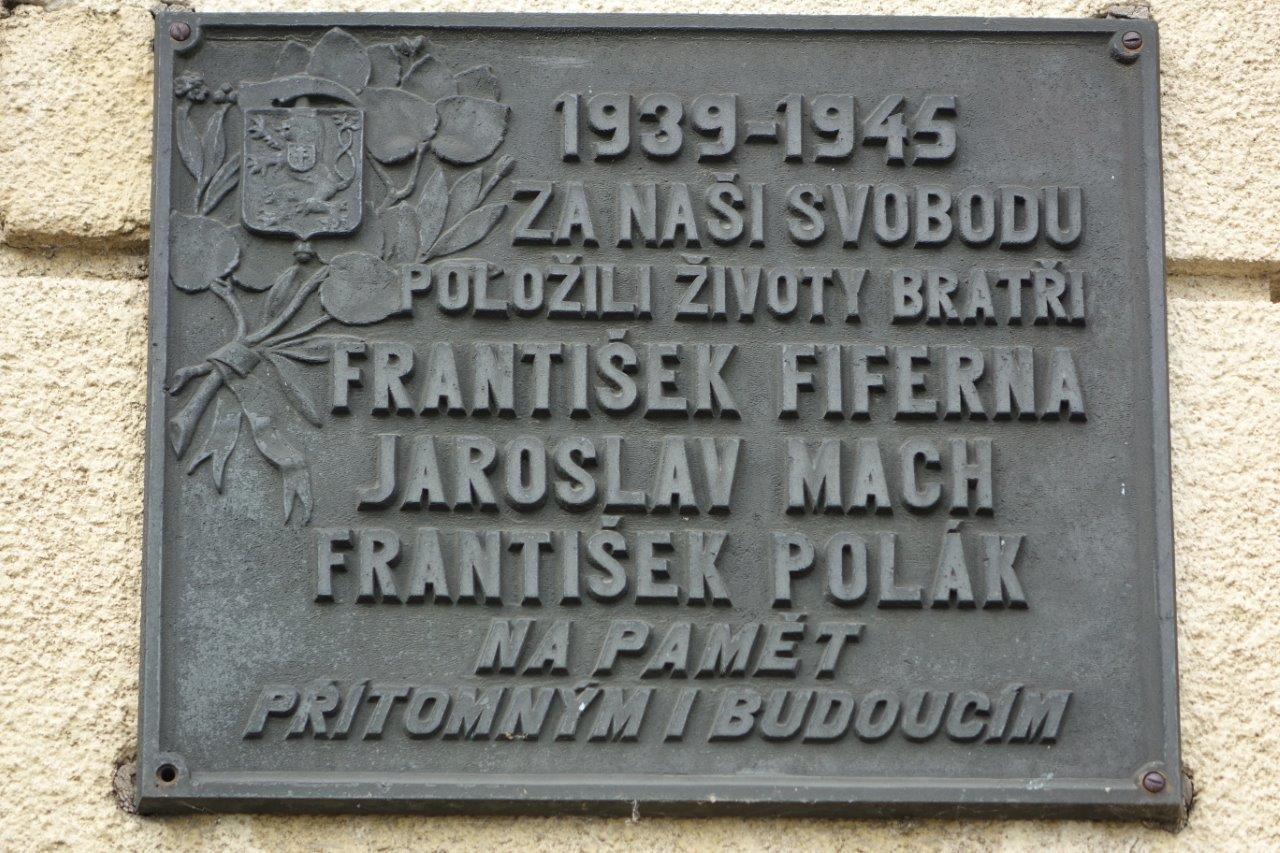 1939-1945
ZA NAŠI SVOBODU
POLOŽILI ŽIVOTY BRATŘI
FRANTIŠEK FIFERNA
JAROSLAV MACH
FRANTIŠEK POLÁK
NA PAMĚT
PŘÍTOMNÝM I BUDOUCÍM